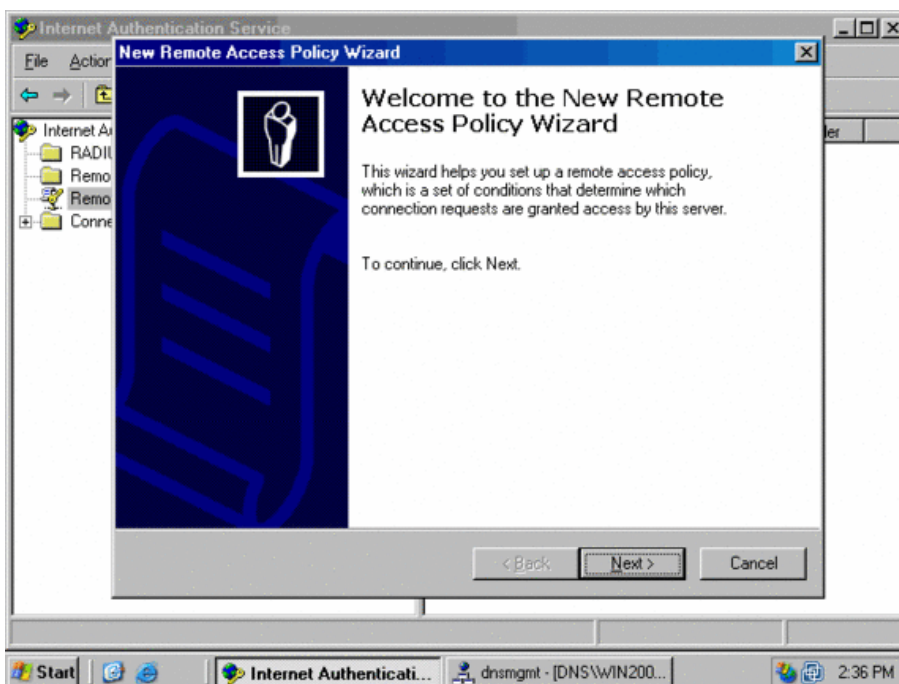 Internet Authentication Service
File Action
New Remote Access Policy Wizard
Internet Au
RADIU
Remo
Remo
Conne
Welcome to the New Remote
Access Policy Wizard
This wizard helps you set up a remote access policy,
which is a set of conditions that determine which
connection requests are granted access by this server.
To continue, click Next.
< Back
Next >
Cancel
Start
Internet Authenticati...
dnsmgmt - [DNS\WIN200...
2:36 PM